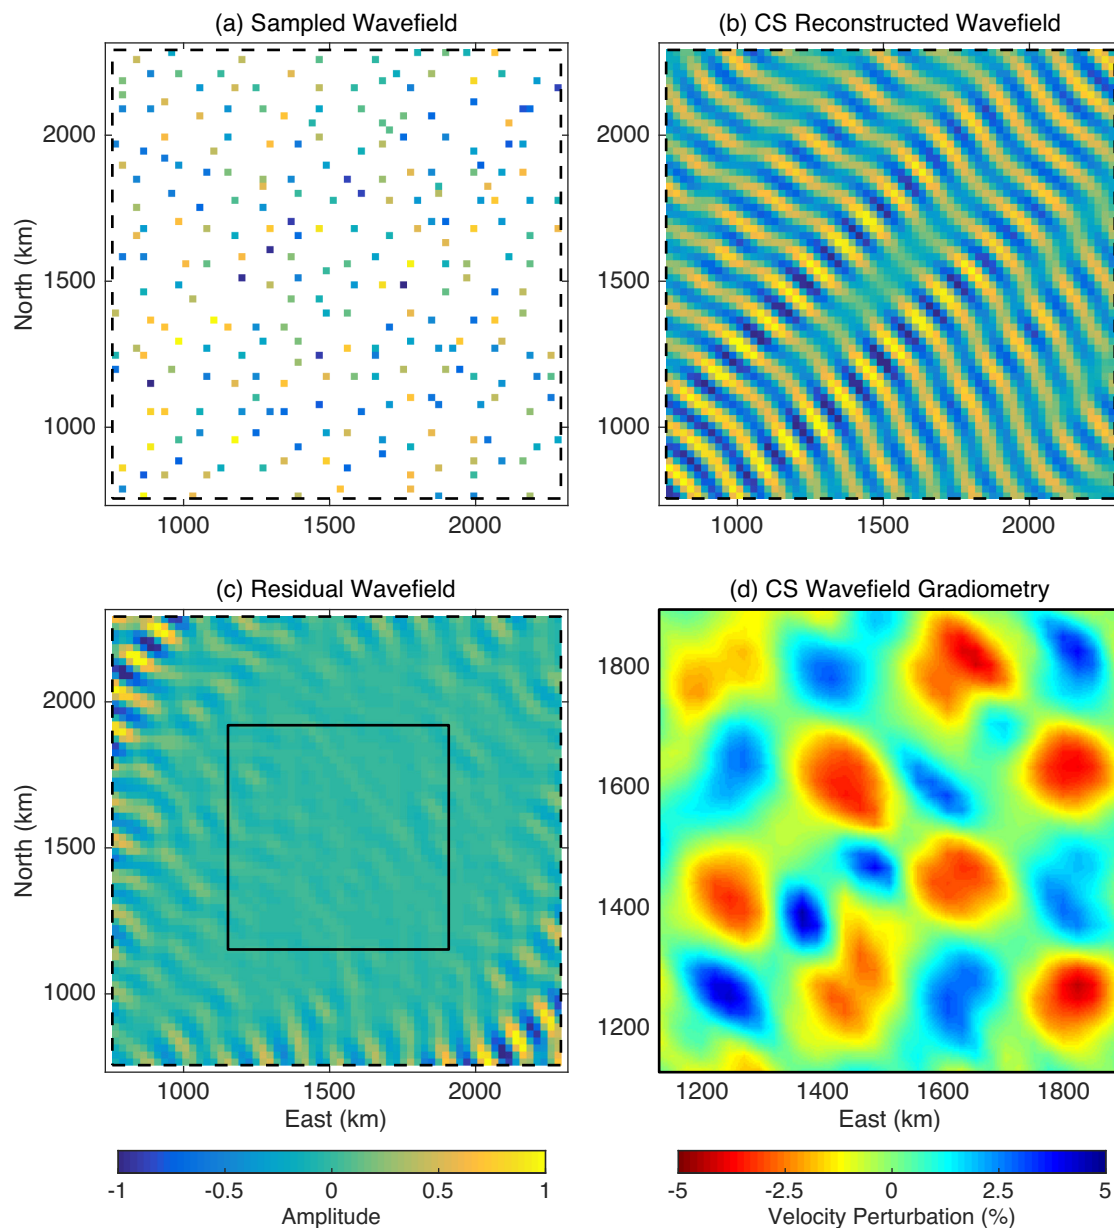 (a) Sampled Wavefield
(b) CS Reconstructed Wavefield
2000
1500
1000
North (km)
2000
1500
1000
1000 1500 2000
1000 1500 2000
(c) Residual Wavefield
(d) CS Wavefield Gradiometry
2000
1500
1000
North (km)
1800
1600
1400
1200
1000 1500 2000
East (km)
1200 1400 1600 1800
East (km)
-1 -0.5 0 0.5 1
Amplitude
-5 -2.5 0 2.5 5
Velocity Perturbation (%)